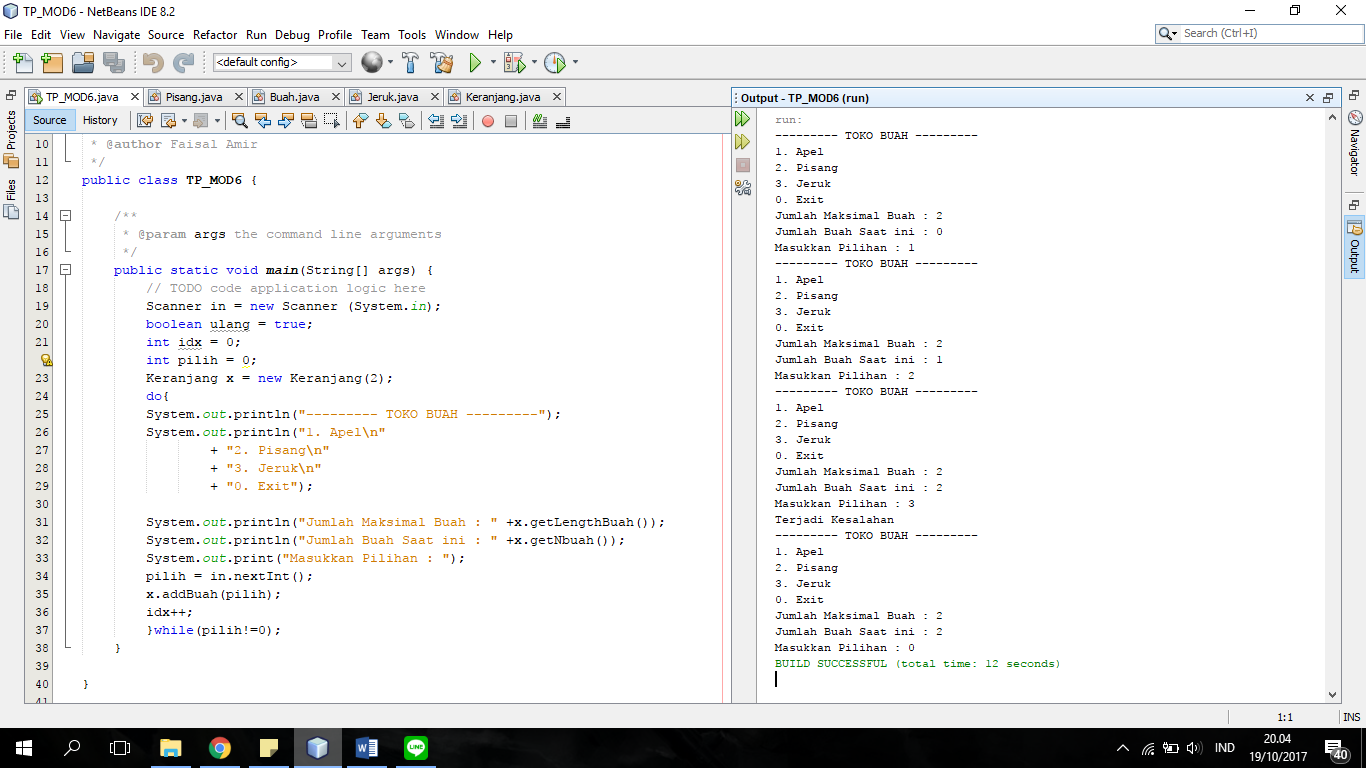 TP_MOD6 - NetBeans IDE 8.2
File Edit View Navigate Source Refactor Run Debug Profile Team Tools Window Help
Search (Ctrl+I)
<default config>
TP_MOD6.java Pisang.java Buah.java Jeruk.java Keranjang.java
Source History
Projects
Files
10 * @author Faisal Amir
11 */
12 public class TP_MOD6 {
13
14 /**
15 * @param args the command line arguments
16 */
17 public static void main(String[] args) {
18 // TODO code application logic here
19 Scanner in = new Scanner (System.in);
20 boolean ulang = true;
21 int idx = 0;
int pilih = 0;
23 Keranjang x = new Keranjang(2);
24 do{
25 System.out.println("--------- TOKO BUAH ---------");
26 System.out.println("1. Apel\n"
27 + "2. Pisang\n"
28 + "3. Jeruk\n"
29 + "0. Exit");
30
31 System.out.println("Jumlah Maksimal Buah : " +x.getLengthBuah());
32 System.out.println("Jumlah Buah Saat ini : " +x.getNbuah());
33 System.out.print("Masukkan Pilihan : ");
34 pilih = in.nextInt();
35 x.addBuah(pilih);
36 idx++;
37 }while(pilih!=0);
38 }
39
40 }
41
Output - TP_MOD6 (run)
run:
--------- TOKO BUAH ---------
1. Apel
2. Pisang
3. Jeruk
0. Exit
Jumlah Maksimal Buah : 2
Jumlah Buah Saat ini : 0
Masukkan Pilihan : 1
--------- TOKO BUAH ---------
1. Apel
2. Pisang
3. Jeruk
0. Exit
Jumlah Maksimal Buah : 2
Jumlah Buah Saat ini : 1
Masukkan Pilihan : 2
--------- TOKO BUAH ---------
1. Apel
2. Pisang
3. Jeruk
0. Exit
Jumlah Maksimal Buah : 2
Jumlah Buah Saat ini : 2
Masukkan Pilihan : 3
Terjadi Kesalahan
--------- TOKO BUAH ---------
1. Apel
2. Pisang
3. Jeruk
0. Exit
Jumlah Maksimal Buah : 2
Jumlah Buah Saat ini : 2
Masukkan Pilihan : 0
BUILD SUCCESSFUL (total time: 12 seconds)
Navigator
Output
1:1 INS
LINE
IND
20.04
19/10/2017
40